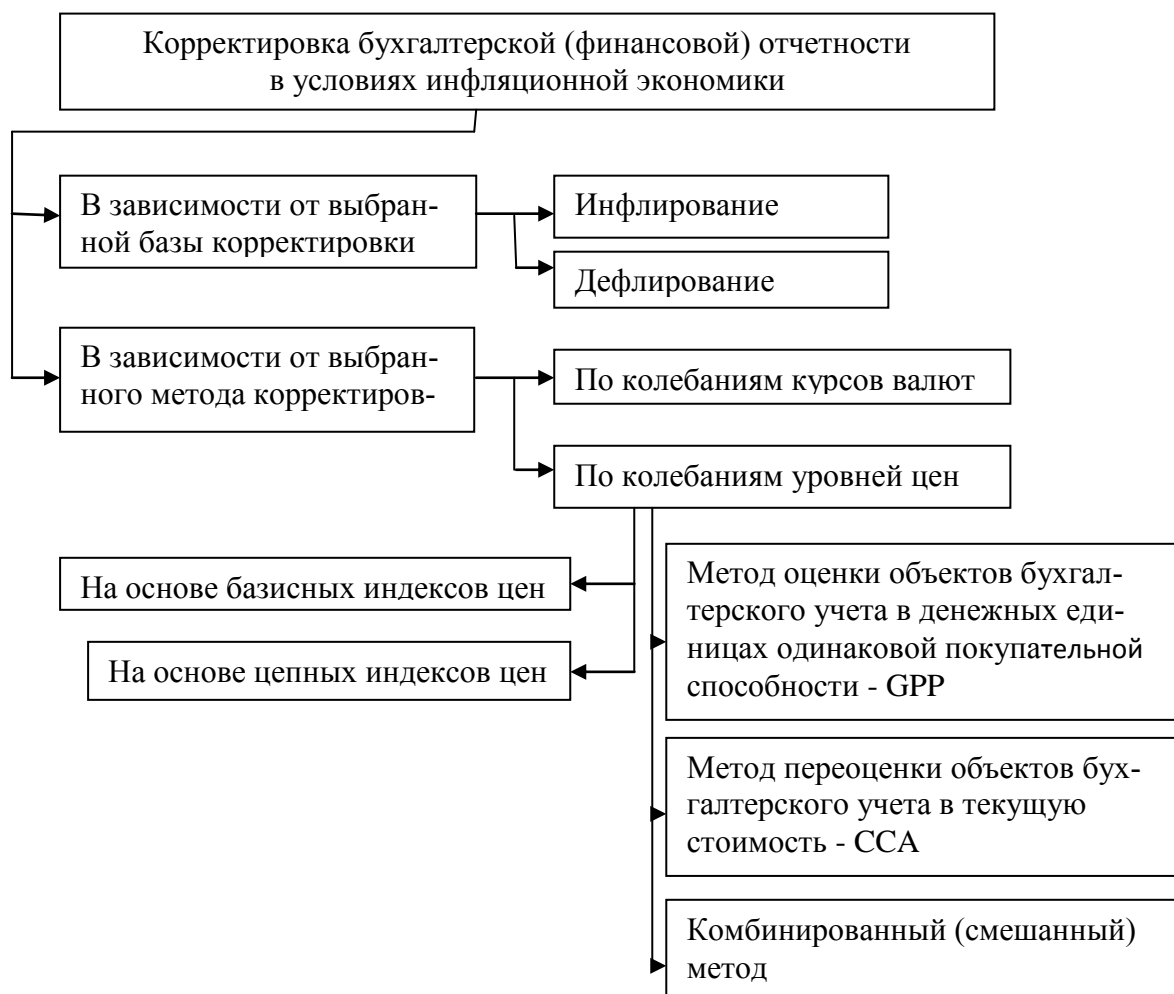 Корректировка бухгалтерской (финансовой) отчетности
в условиях инфляционной экономики
В зависимости от выбран-
ной базы корректировки
Инфлирование
Дефлирование
В зависимости от выбран-
ного метода корректиров-
По колебаниям курсов валют
По колебаниям уровней цен
На основе базисных индексов цен
На основе цепных индексов цен
Метод оценки объектов бухгал-
терского учета в денежных еди-
ницах одинаковой покупательной
способности - GPP
Метод переоценки объектов бух-
галтерского учета в текущую
стоимость - ССА
Комбинированный (смешанный)
метод